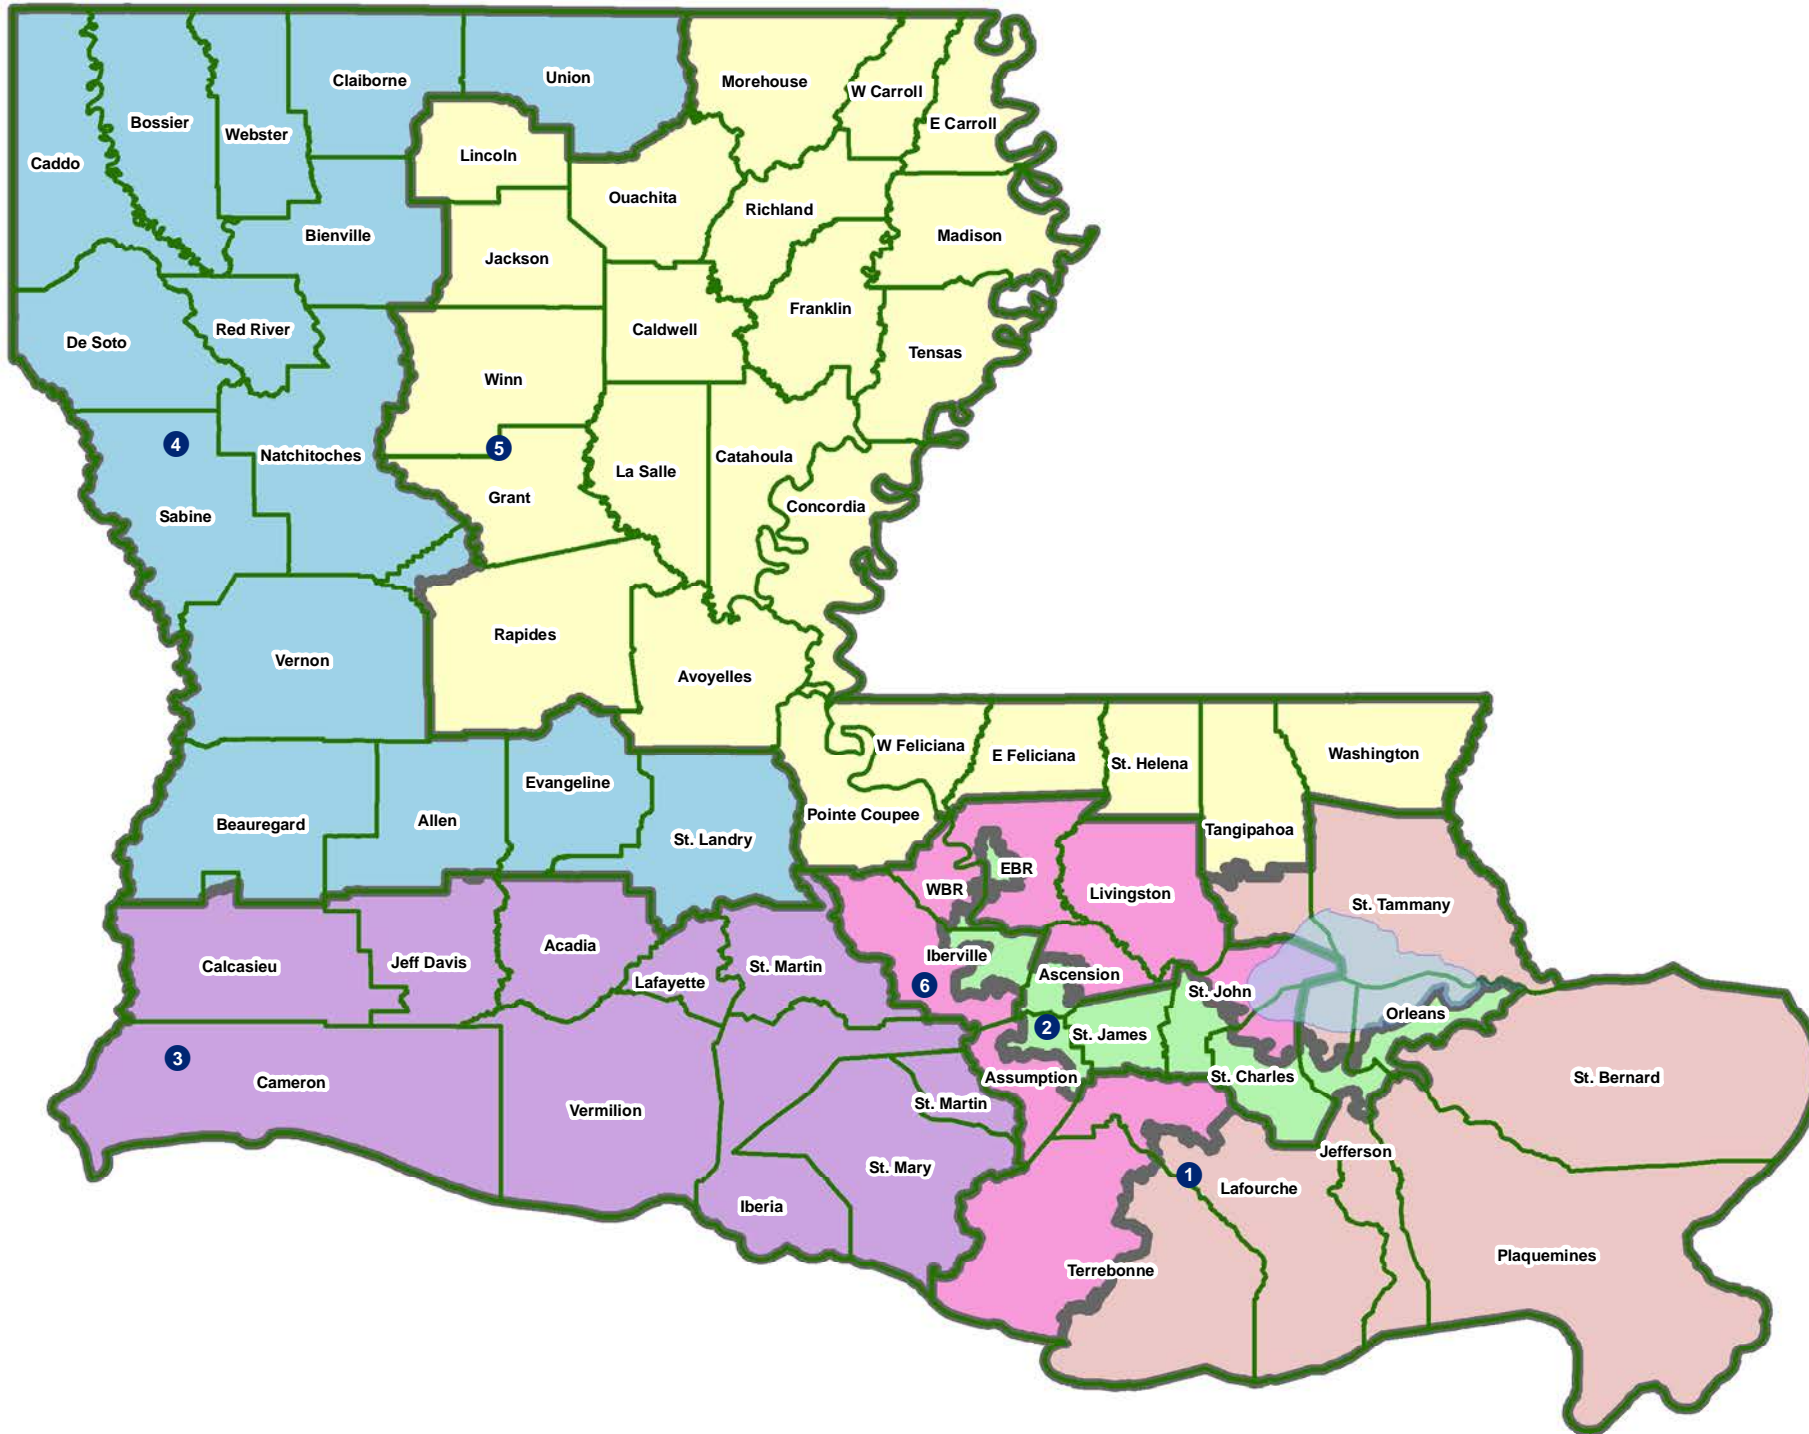 Claiborne
Union
Morehouse
W Carroll
E Carroll
Bossier
Webster
Caddo
Lincoln
Ouachita
Richland
Madison
Bienville
Jackson
Franklin
Caldwell
Red River
De Soto
Tensas
Winn
4
5
Natchitoches
Catahoula
La Salle
Grant
Concordia
Sabine
Rapides
Vernon
Avoyelles
W Feliciana
E Feliciana
St. Helena
Washington
Evangeline
Pointe Coupee
Allen
Beauregard
Tangipahoa
St. Landry
EBR
WBR
Livingston
St. Tammany
Acadia
Iberville
Jeff Davis
Calcasieu
St. Martin
Ascension
Lafayette
6
St. John
Orleans
2
St. James
3
Cameron
Assumption
St. Charles
St. Bernard
St. Martin
Vermilion
Jefferson
St. Mary
1
Lafourche
Iberia
Plaquemines
Terrebonne